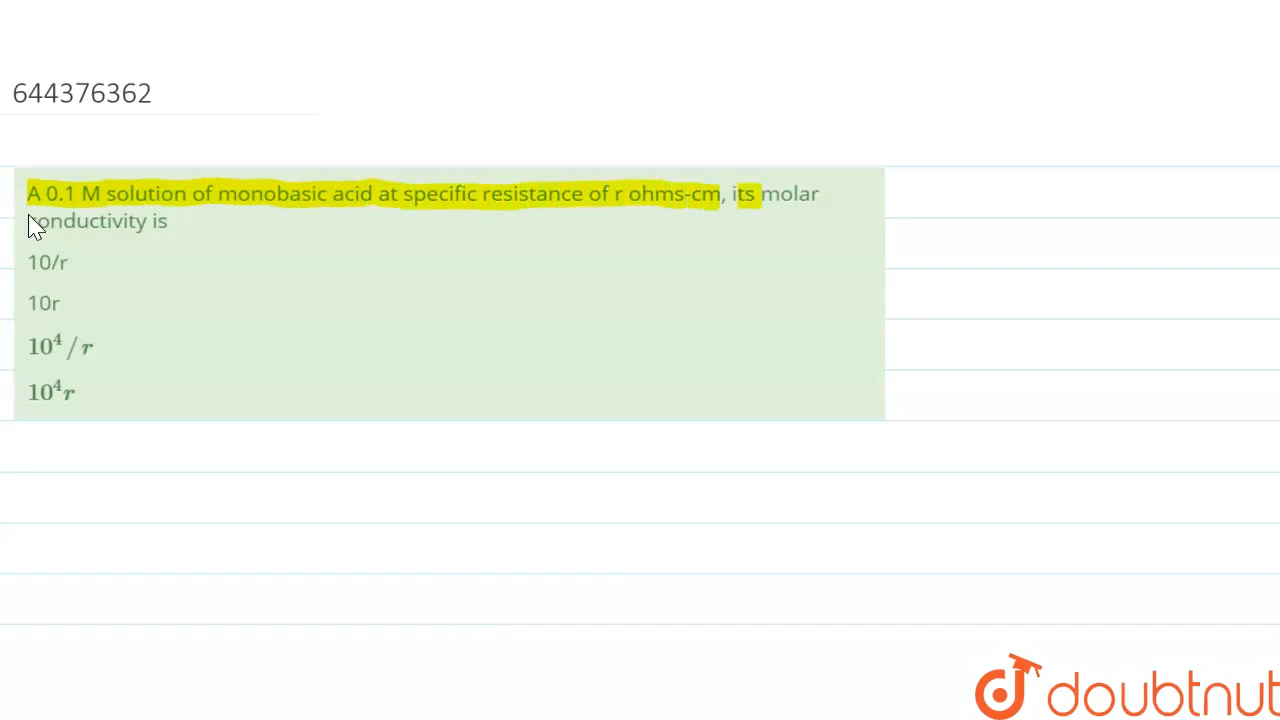 644376362
A 0.1 M solution of monobasic acid at specific resistance of r ohms-cm, its molar
conductivity is
10/r
10r
10⁴/r
10⁴r
doubtnut